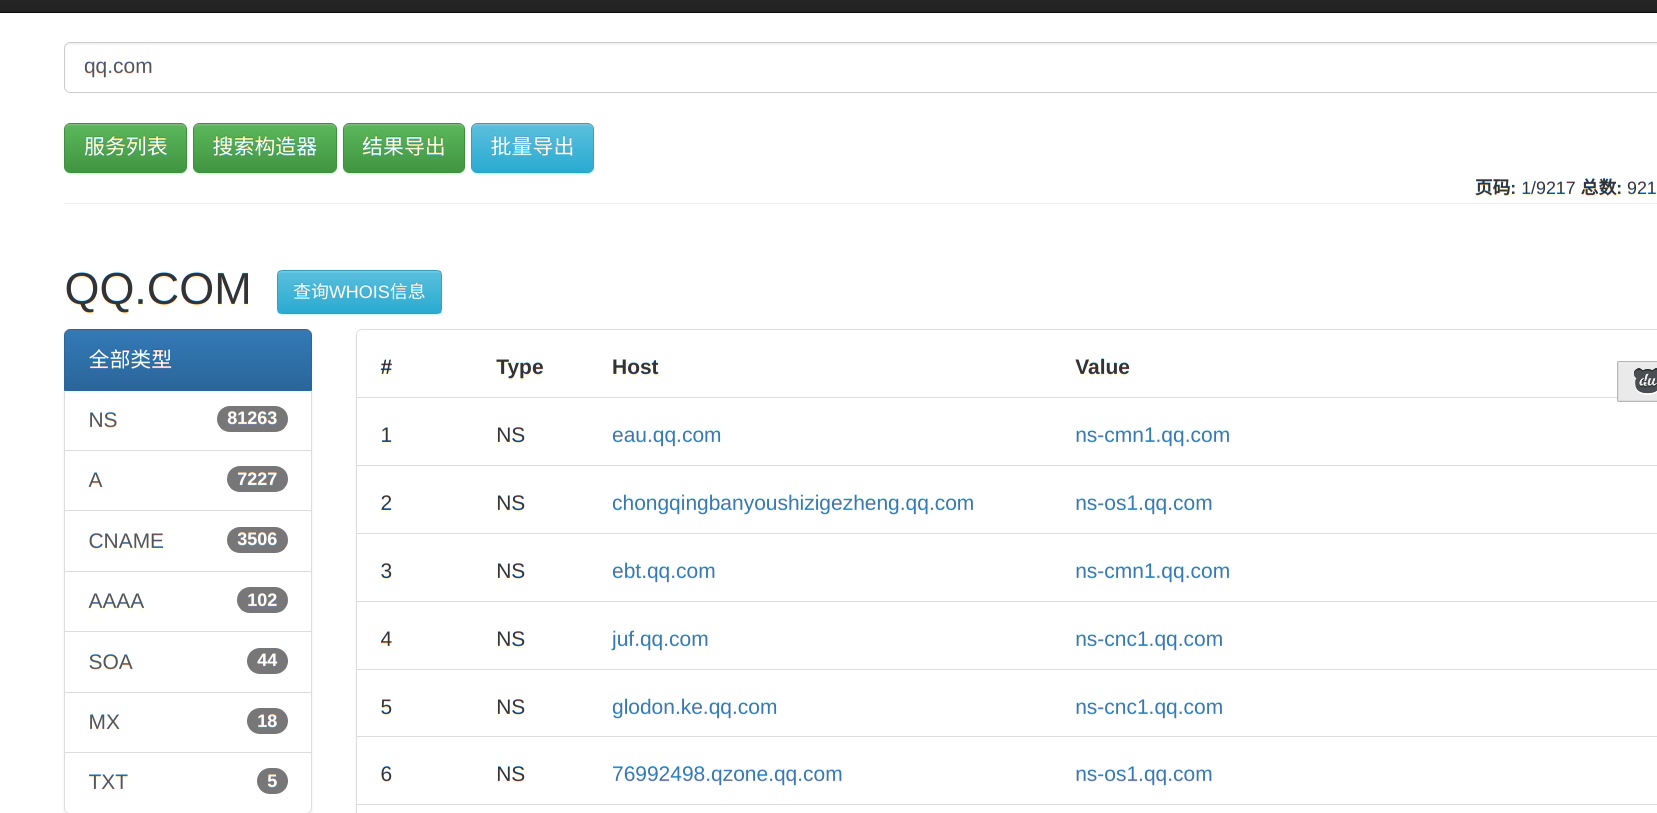 qq.com
服务列表 搜索构造器 结果导出 批量导出
页码: 1/9217 总数: 921
QQ.COM 查询WHOIS信息
全部类型
NS 81263
A 7227
CNAME 3506
AAAA 102
SOA 44
MX 18
TXT 5
# Type Host Value
du
1 NS eau.qq.com ns-cmn1.qq.com
2 NS chongqingbanyoushizigezheng.qq.com ns-os1.qq.com
3 NS ebt.qq.com ns-cmn1.qq.com
4 NS juf.qq.com ns-cnc1.qq.com
5 NS glodon.ke.qq.com ns-cnc1.qq.com
6 NS 76992498.qzone.qq.com ns-os1.qq.com